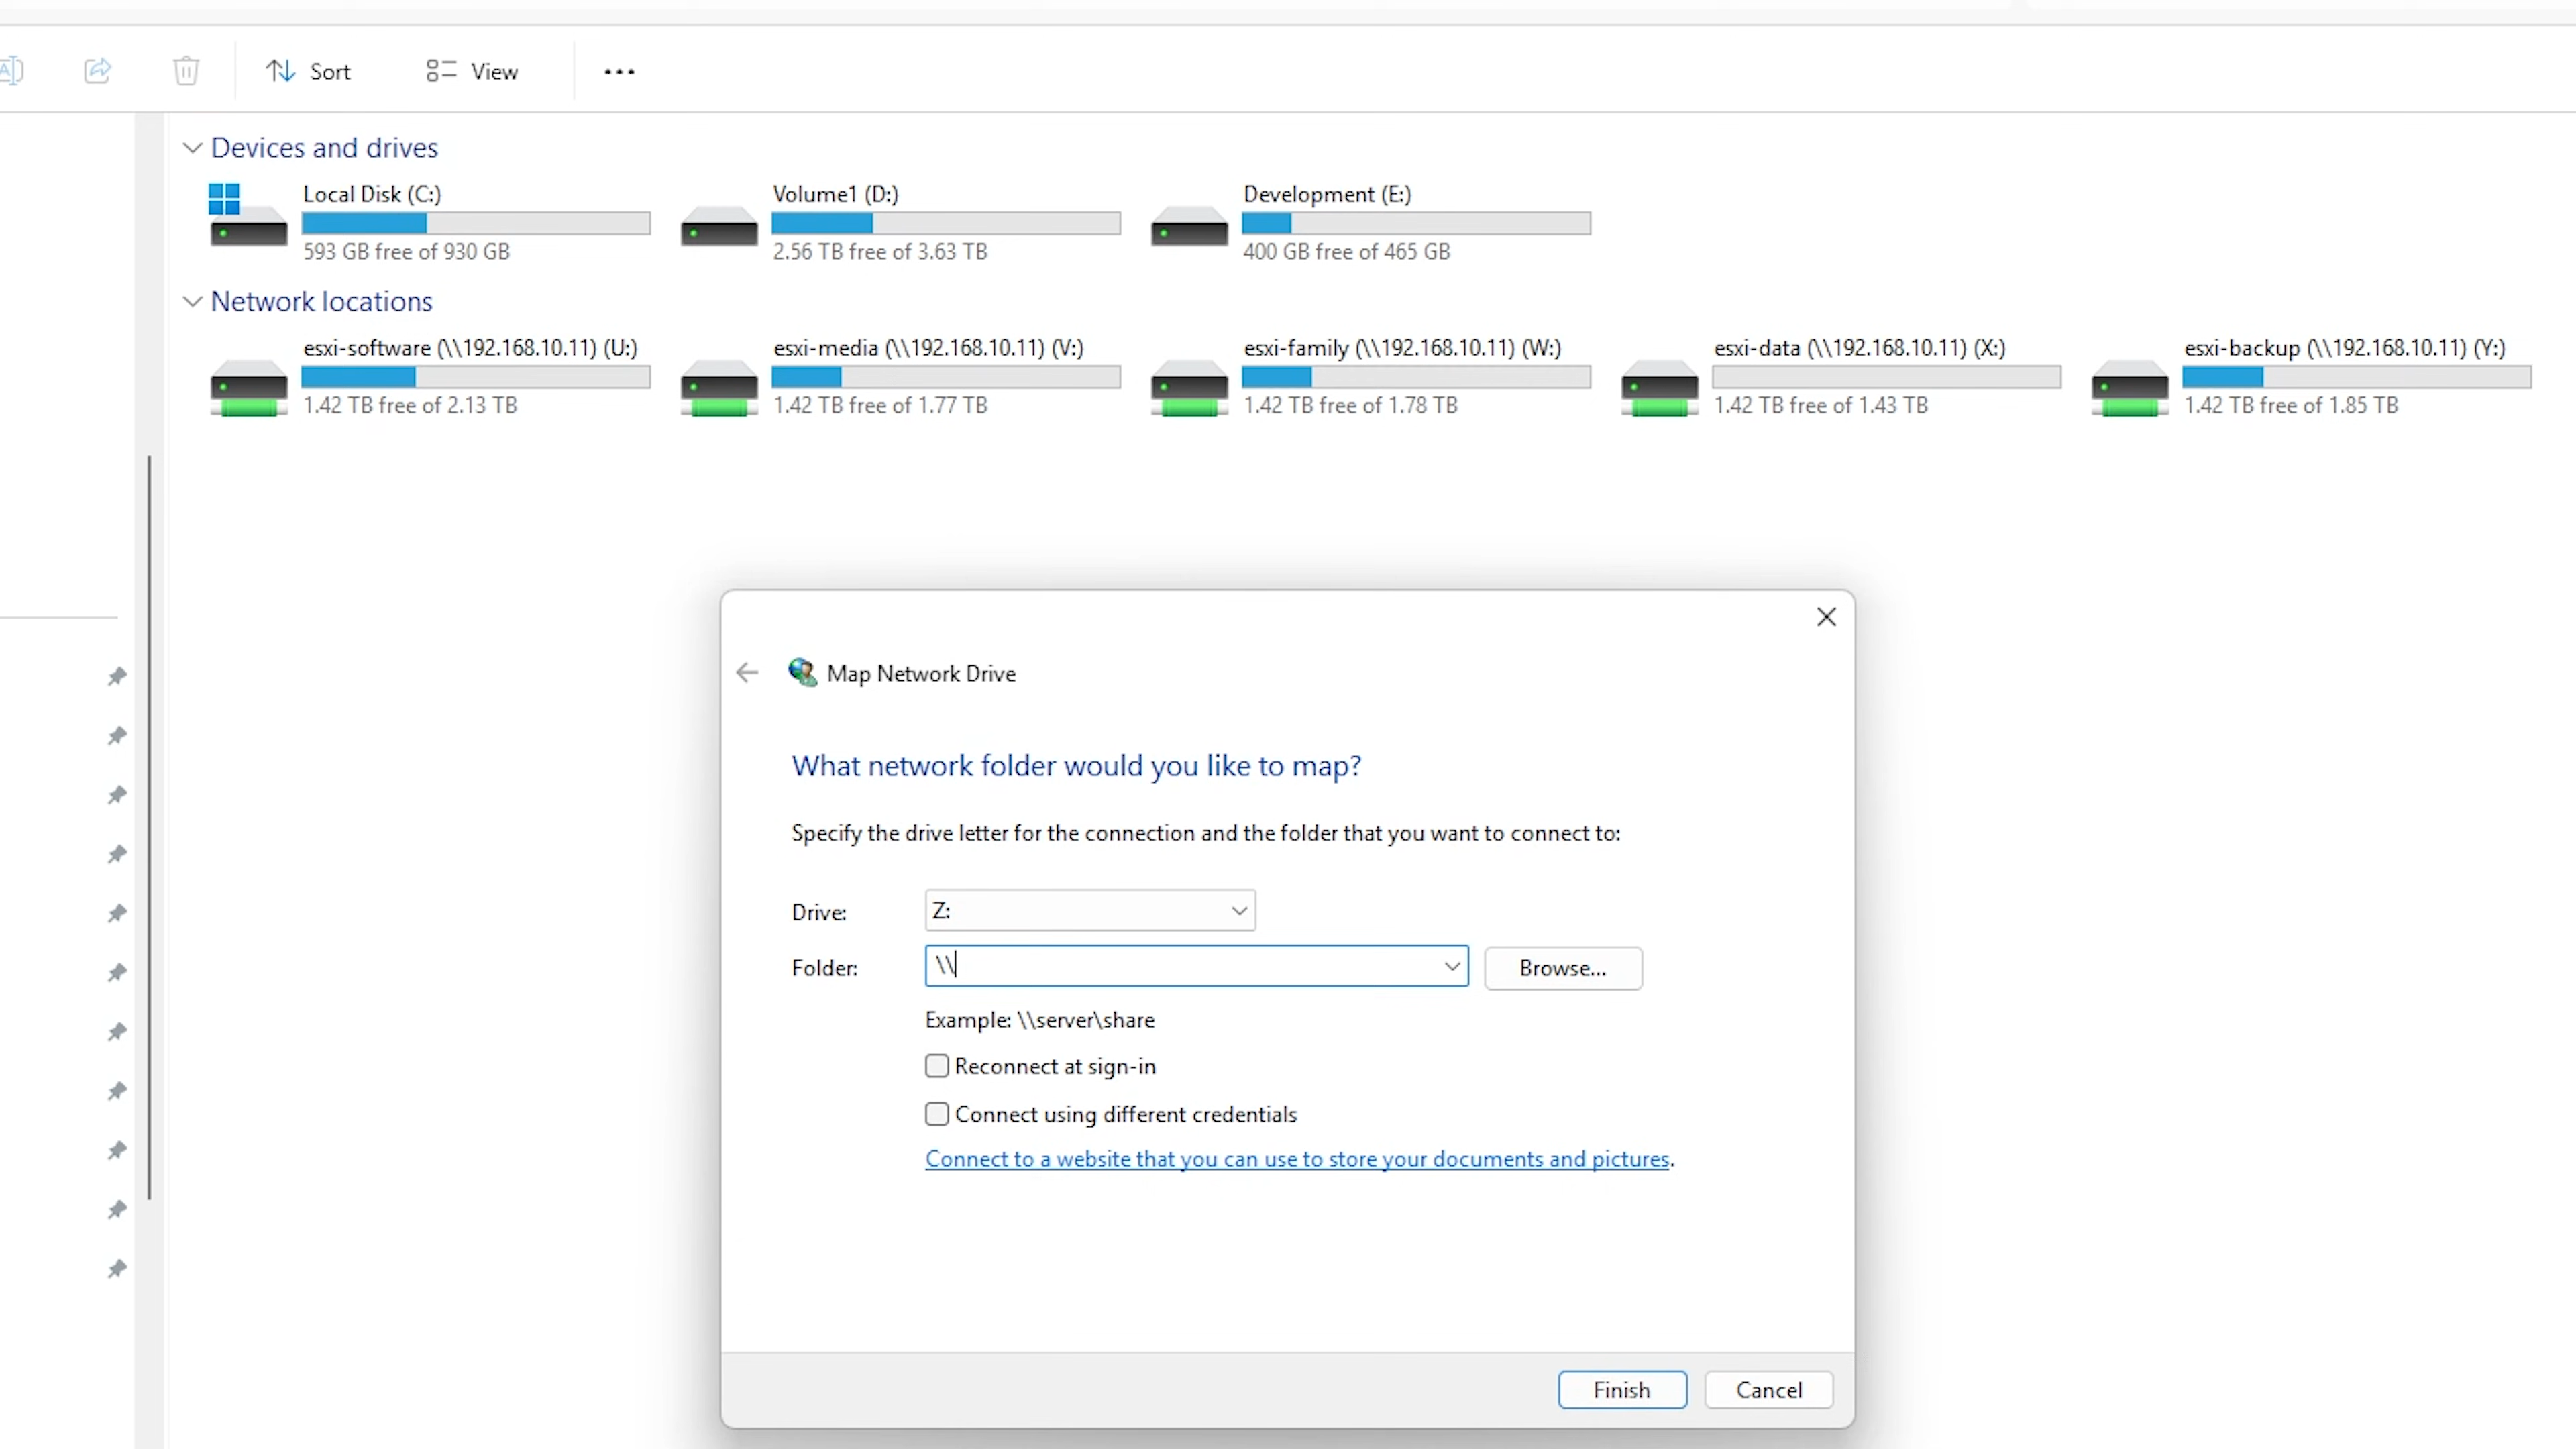 Sort
View
Devices and drives
Local Disk (C:)
593 GB free of 930 GB
Volume1 (D:)
2.56 TB free of 3.63 TB
Development (E:)
400 GB free of 465 GB
Network locations
esxi-software (\\192.168.10.11) (U:)
1.42 TB free of 2.13 TB
esxi-media (\\192.168.10.11) (V:)
1.42 TB free of 1.77 TB
esxi-family (\\192.168.10.11) (W:)
1.42 TB free of 1.78 TB
esxi-data (\\192.168.10.11) (X:)
1.42 TB free of 1.43 TB
esxi-backup (\\192.168.10.11) (Y:)
1.42 TB free of 1.85 TB
Map Network Drive
What network folder would you like to map?
Specify the drive letter for the connection and the folder that you want to connect to:
Drive:
Z:
Folder:
\\
Browse...
Example: \\server\share
Reconnect at sign-in
Connect using different credentials
Connect to a website that you can use to store your documents and pictures.
Finish
Cancel